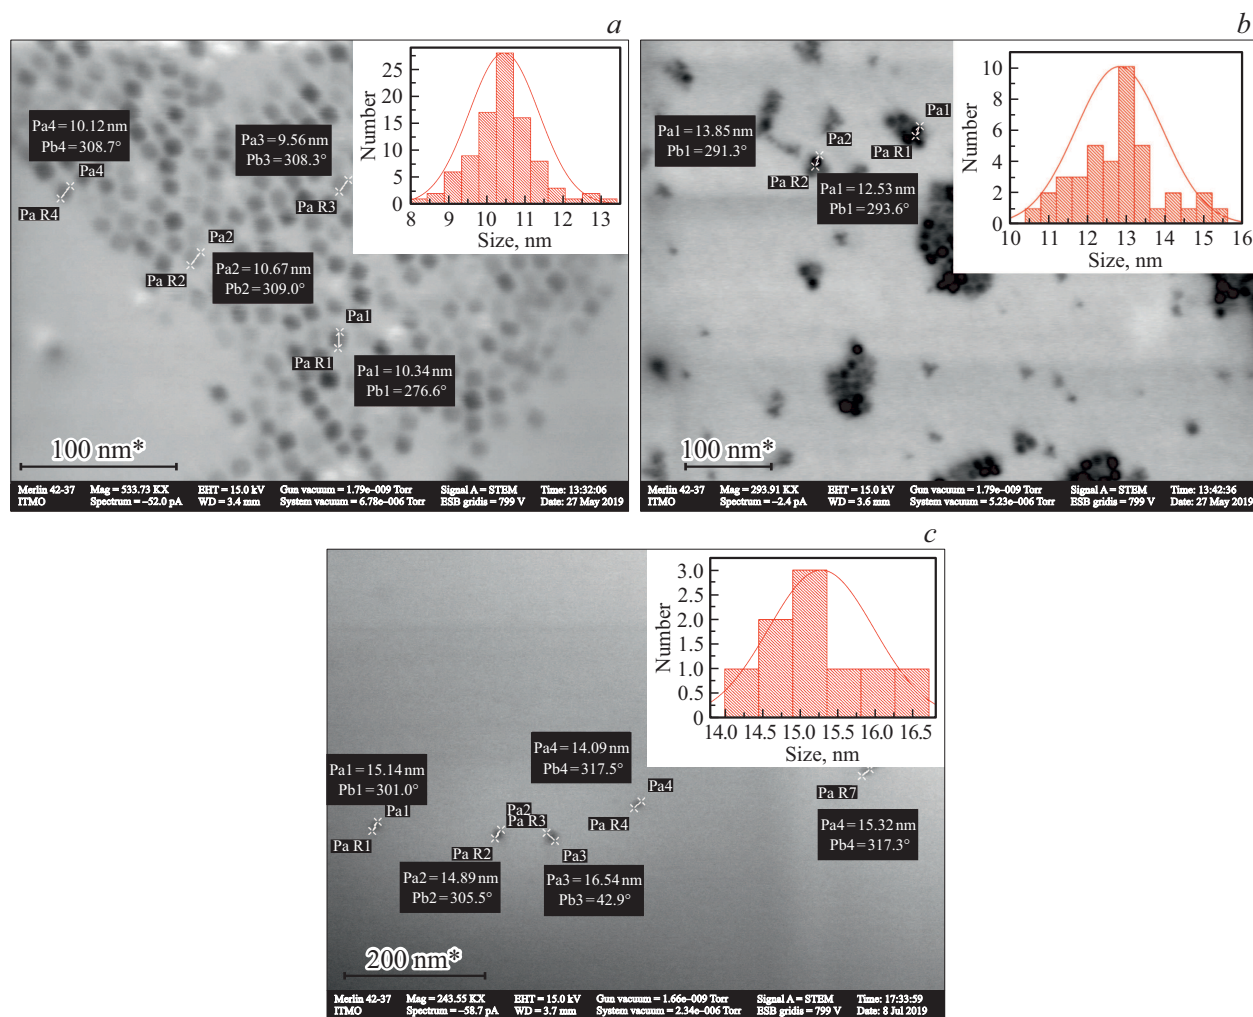 a
Pa4 = 10.12 nm
Pb4 = 308.7°
Pa4
Pa R4
Pa3 = 9.56 nm
Pb3 = 308.3°
Pa R3
Pa2
Pa R2
Pa2 = 10.67 nm
Pb2 = 309.0°
Pa1
Pa R1
Pa1 = 10.34 nm
Pb1 = 276.6°
Number
25
20
15
10
5
0
8 9 10 11 12 13
Size, nm
100 nm*
Merlin 42-37 Mag = 533.73 KX EHT = 15.0 kV Gun vacuum = 1.79e–009 Torr Signal A = STEM Time: 13:32:06
ITMO Spectrum = –52.0 pA WD = 3.4 mm System vacuum = 6.78e–006 Torr ESB gridis = 799 V Date: 27 May 2019
b
Pa1 = 13.85 nm
Pb1 = 291.3°
Pa2
Pa R2
Pa1
Pa R1
Pa1 = 12.53 nm
Pb1 = 293.6°
Number
10
8
6
4
2
0
10 11 12 13 14 15 16
Size, nm
100 nm*
Merlin 42-37 Mag = 293.91 KX EHT = 15.0 kV Gun vacuum = 1.79e–009 Torr Signal A = STEM Time: 13:42:36
ITMO Spectrum = –2.4 pA WD = 3.6 mm System vacuum = 5.23e–006 Torr ESB gridis = 799 V Date: 27 May 2019
c
Number
3.0
2.5
2.0
1.5
1.0
0.5
0
14.0 14.5 15.0 15.5 16.0 16.5
Size, nm
Pa1 = 15.14 nm
Pb1 = 301.0°
Pa1
Pa R1
Pa4 = 14.09 nm
Pb4 = 317.5°
Pa4
Pa R4
Pa2
Pa R3
Pa R2
Pa3
Pa2 = 14.89 nm
Pb2 = 305.5°
Pa3 = 16.54 nm
Pb3 = 42.9°
Pa R7
Pa4 = 15.32 nm
Pb4 = 317.3°
200 nm*
Merlin 42-37 Mag = 243.55 KX EHT = 15.0 kV Gun vacuum = 1.66e–009 Torr Signal A = STEM Time: 17:33:59
ITMO Spectrum = –58.7 pA WD = 3.7 mm System vacuum = 2.34e–006 Torr ESB gridis = 799 V Date: 8 Jul 2019